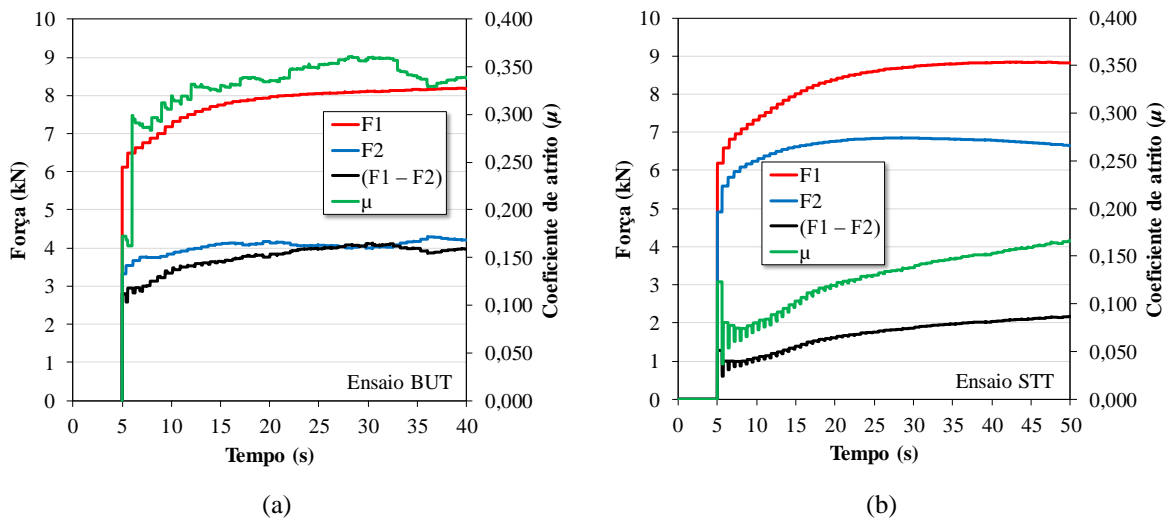 10
9
8
7
6
5
4
3
2
1
0
Força (kN)
0,400
0,350
0,300
0,250
0,200
0,150
0,100
0,050
0,000
Coeficiente de atrito (μ)
F1
F2
(F1 – F2)
μ
Ensaio BUT
0 5 10 15 20 25 30 35 40
Tempo (s)
(a)
10
9
8
7
6
5
4
3
2
1
0
Força (kN)
0,400
0,350
0,300
0,250
0,200
0,150
0,100
0,050
0,000
Coeficiente de atrito (μ)
F1
F2
(F1 – F2)
μ
Ensaio STT
0 5 10 15 20 25 30 35 40 45 50
Tempo (s)
(b)